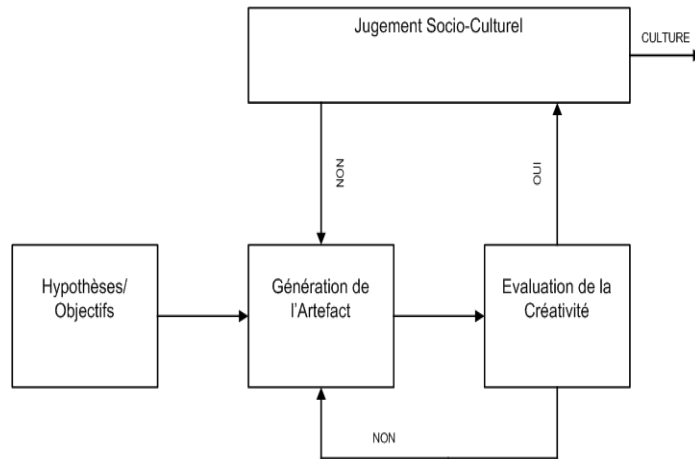 Jugement Socio-Culturel
CULTURE
NON
OUI
Hypothèses/
Objectifs
Génération de
l'Artefact
Evaluation de la
Créativité
NON